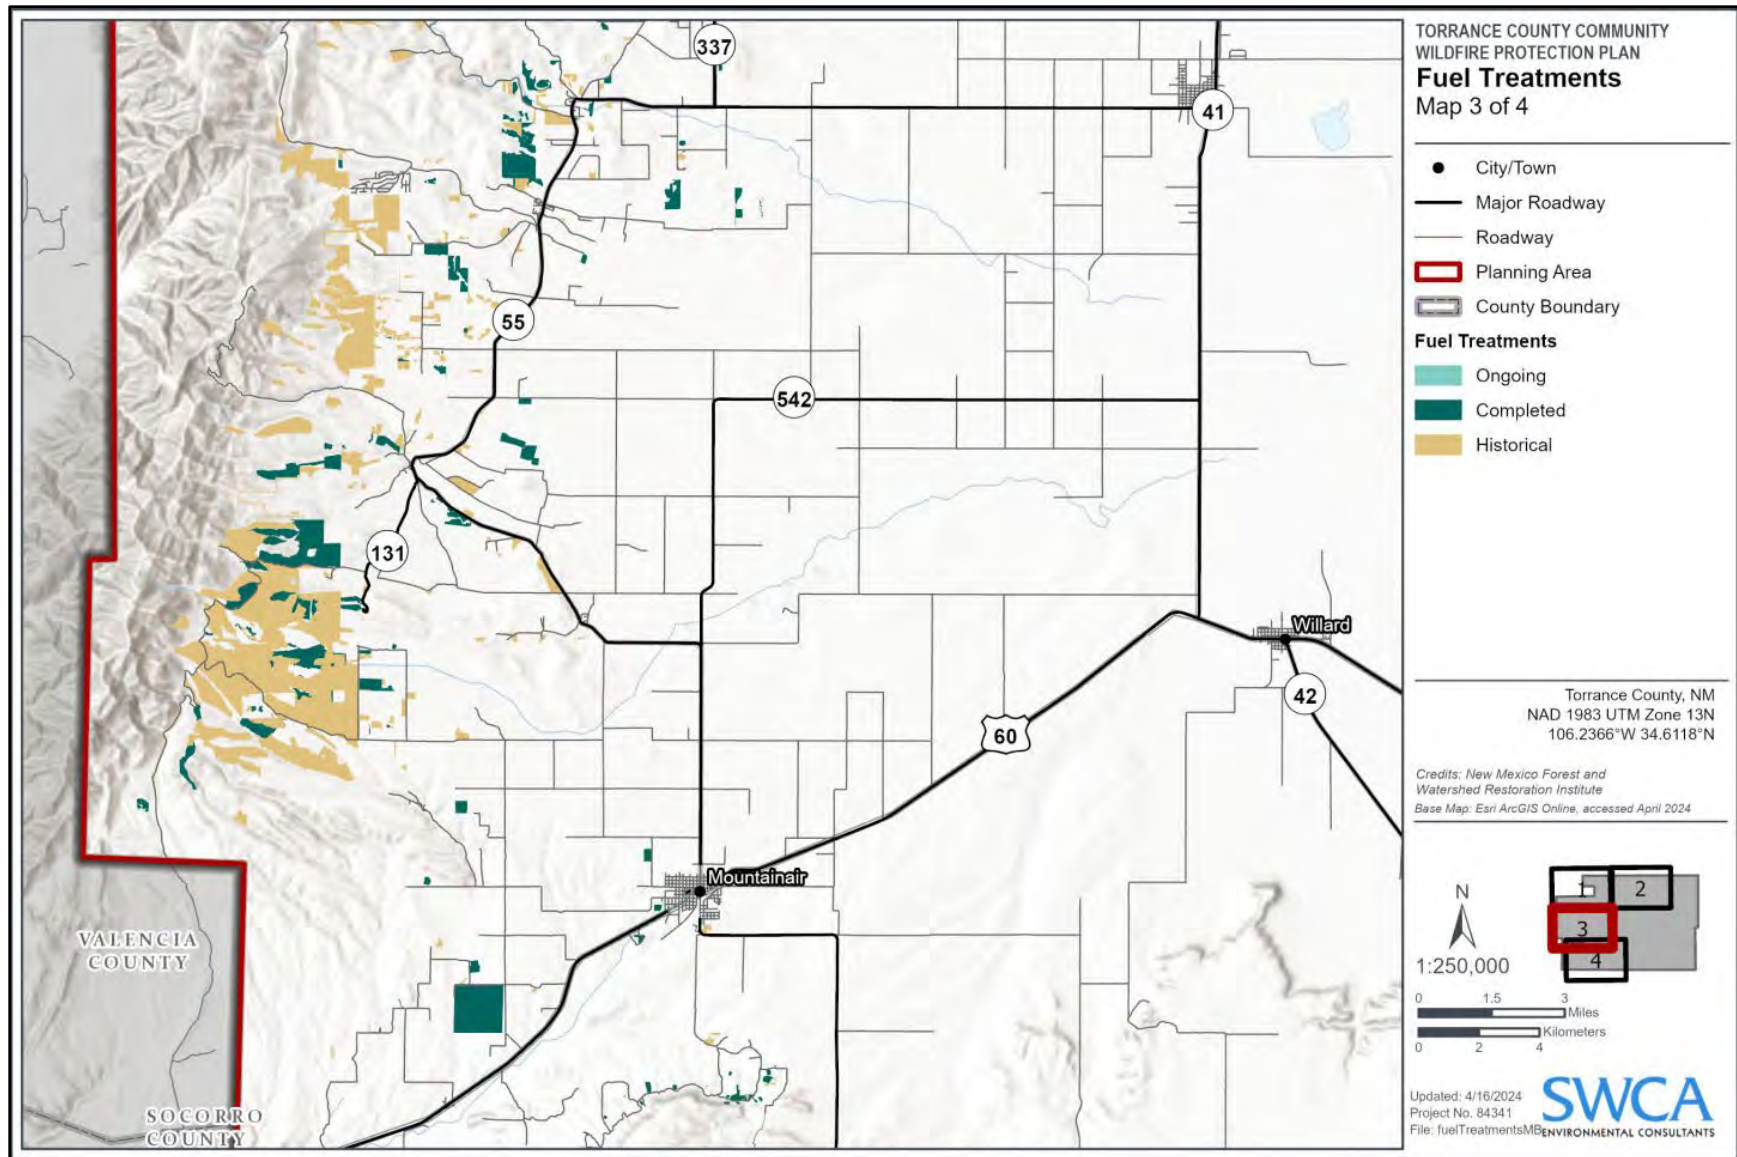 TORRANCE COUNTY COMMUNITY
WILDFIRE PROTECTION PLAN
Fuel Treatments
Map 3 of 4
City/Town
Major Roadway
Roadway
Planning Area
County Boundary
Fuel Treatments
Ongoing
Completed
Historical
337
41
55
542
131
Willard
42
60
Mountainair
VALENCIA
COUNTY
SOCORRO
COUNTY
Torrance County, NM
NAD 1983 UTM Zone 13N
106.2366°W 34.6118°N
Credits: New Mexico Forest and
Watershed Restoration Institute
Base Map: Esri ArcGIS Online, accessed April 2024
N
1:250,000
1
2
3
4
0 1.5 3
Miles
Kilometers
0 2 4
Updated: 4/16/2024
Project No. 84341
File: fuelTreatmentsMB
SWCA
ENVIRONMENTAL CONSULTANTS